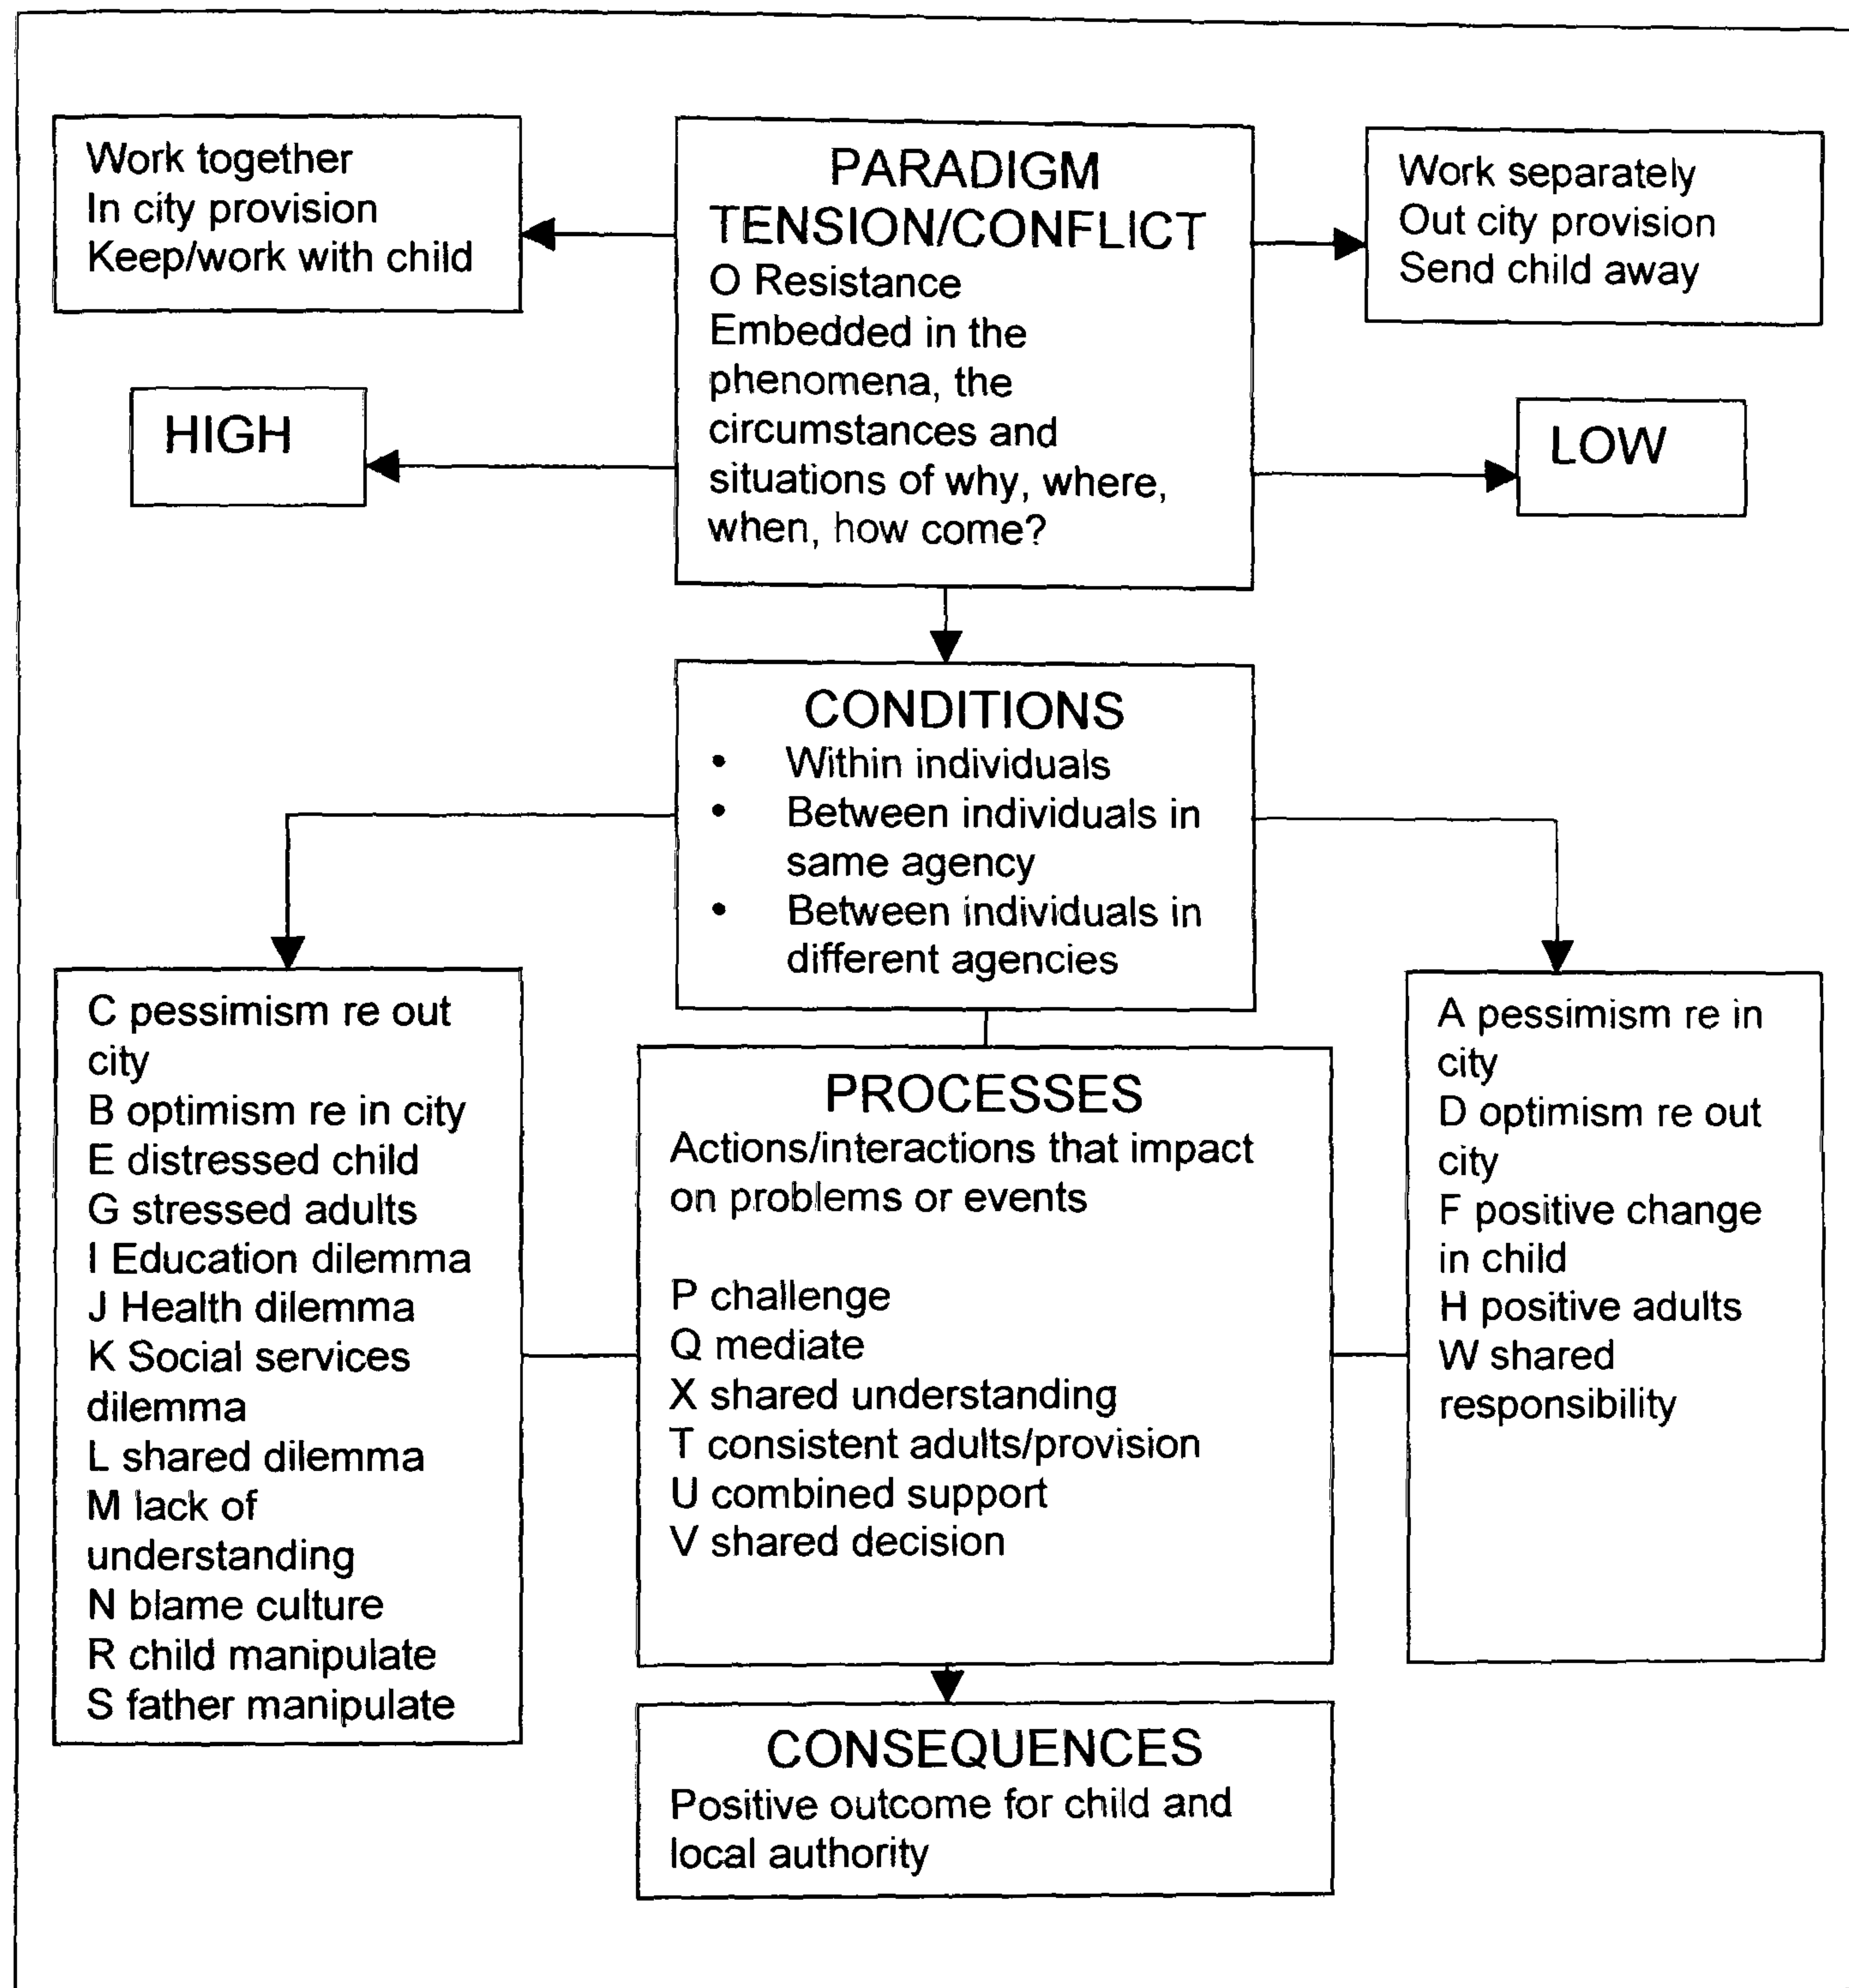 Work together
In city provision
Keep/work with child
PARADIGM
TENSION/CONFLICT
O Resistance
Embedded in the
phenomena, the
circumstances and
situations of why, where,
when, how come?
Work separately
Out city provision
Send child away
HIGH
LOW
CONDITIONS
• Within individuals
• Between individuals in
same agency
• Between individuals in
different agencies
C pessimism re out
city
B optimism re in city
E distressed child
G stressed adults
I Education dilemma
J Health dilemma
K Social services
dilemma
L shared dilemma
M lack of
understanding
N blame culture
R child manipulate
S father manipulate
PROCESSES
Actions/interactions that impact
on problems or events
P challenge
Q mediate
X shared understanding
T consistent adults/provision
U combined support
V shared decision
A pessimism re in
city
D optimism re out
city
F positive change
in child
H positive adults
W shared
responsibility
CONSEQUENCES
Positive outcome for child and
local authority